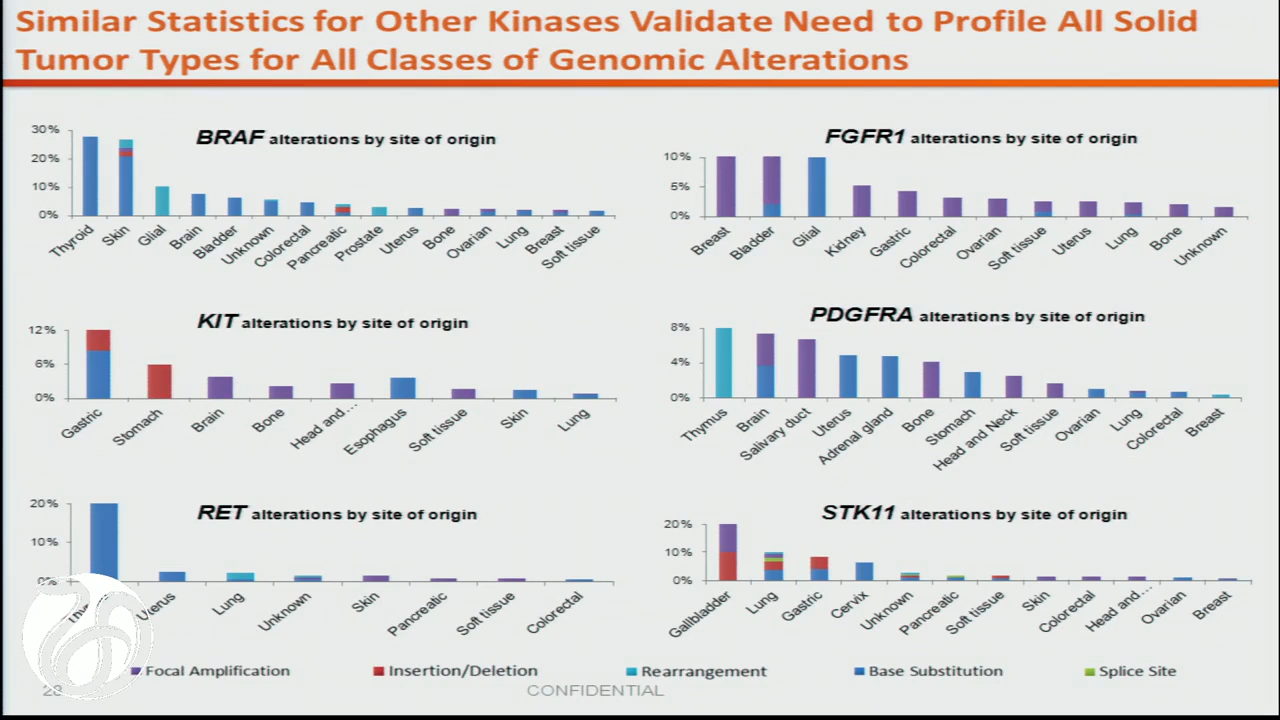 Similar Statistics for Other Kinases Validate Need to Profile All Solid
Tumor Types for All Classes of Genomic Alterations
BRAF alterations by site of origin
30%
20%
10%
0%
Thyroid
Skin
Glial
Brain
Bladder
Unknown
Colorectal
Pancreatic
Prostate
Uterus
Bone
Ovarian
Lung
Breast
Soft tissue
FGFR1 alterations by site of origin
10%
5%
0%
Breast
Bladder
Glial
Kidney
Gastric
Colorectal
Ovarian
Soft tissue
Uterus
Lung
Bone
Unknown
KIT alterations by site of origin
12%
6%
0%
Gastric
Stomach
Brain
Bone
Head and...
Esophagus
Soft tissue
Skin
Lung
PDGFRA alterations by site of origin
8%
4%
0%
Thymus
Brain
Salivary duct
Uterus
Adrenal gland
Bone
Stomach
Head and Neck
Soft tissue
Ovarian
Lung
Colorectal
Breast
RET alterations by site of origin
20%
10%
0%
Uterus
Lung
Unknown
Skin
Pancreatic
Soft tissue
Colorectal
STK11 alterations by site of origin
20%
10%
0%
Gallbladder
Lung
Gastric
Cervix
Unknown
Pancreatic
Soft tissue
Skin
Colorectal
Head and...
Ovarian
Breast
Focal Amplification
Insertion/Deletion
Rearrangement
Base Substitution
Splice Site
CONFIDENTIAL